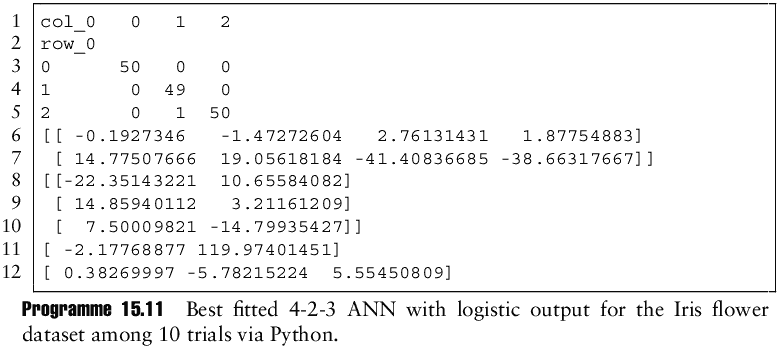 1 col_0 0 1 2
2 row_0
3 0 50 0 0
4 1 0 49 0
5 2 0 1 50
6 [[ -0.1927346 -1.47272604 2.76131431 1.87754883]
7 [ 14.77507666 19.05618184 -41.40836685 -38.66317667]]
8 [[-22.35143221 10.65584082]
9 [ 14.85940112 3.21161209]
10 [ 7.50009821 -14.79935427]]
11 [ -2.17768877 119.97401451]
12 [ 0.38269997 -5.78215224 5.55450809]
Programme 15.11 Best fitted 4-2-3 ANN with logistic output for the Iris flower
dataset among 10 trials via Python.